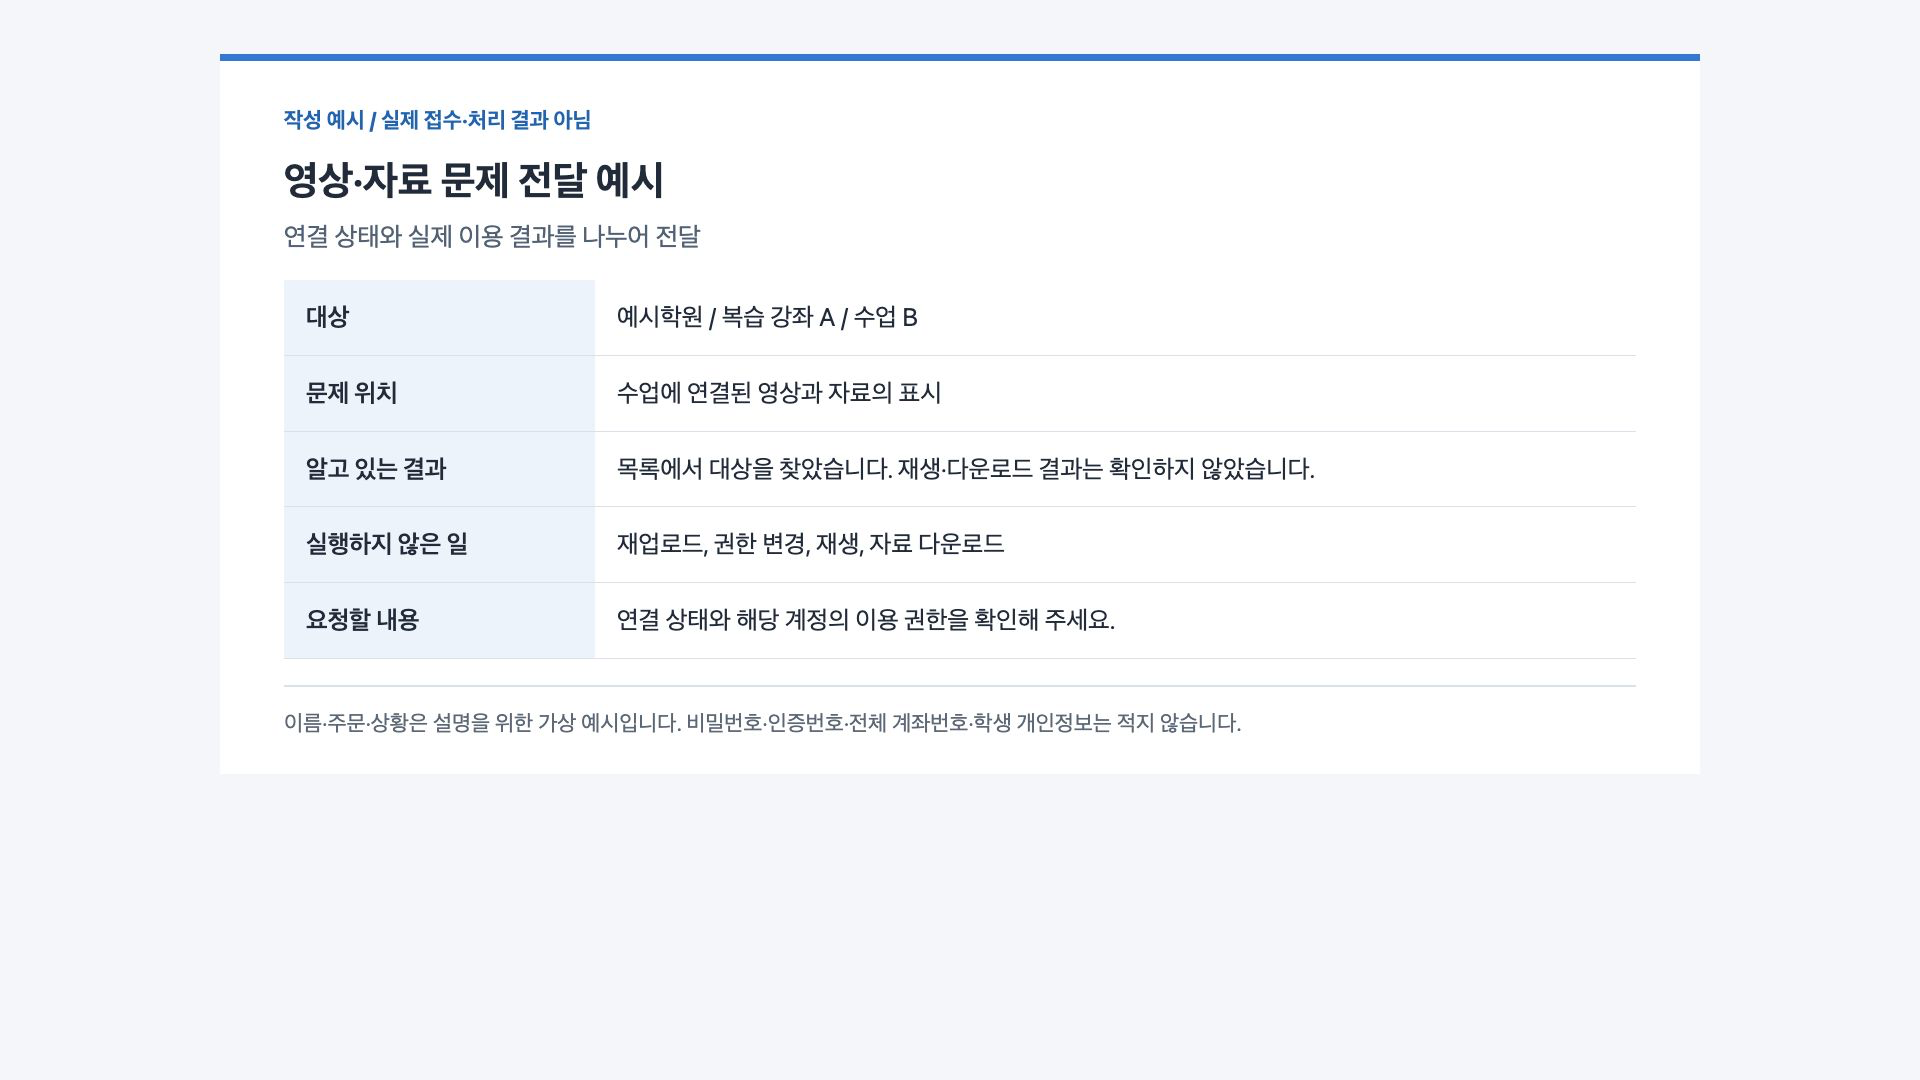 작성 예시 / 실제 접수·처리 결과 아님
영상·자료 문제 전달 예시
연결 상태와 실제 이용 결과를 나누어 전달
대상
예시학원 / 복습 강좌 A / 수업 B
문제 위치
수업에 연결된 영상과 자료의 표시
알고 있는 결과
목록에서 대상을 찾았습니다. 재생·다운로드 결과는 확인하지 않았습니다.
실행하지 않은 일
재업로드, 권한 변경, 재생, 자료 다운로드
요청할 내용
연결 상태와 해당 계정의 이용 권한을 확인해 주세요.
이름·주문·상황은 설명을 위한 가상 예시입니다. 비밀번호·인증번호·전체 계좌번호·학생 개인정보는 적지 않습니다.